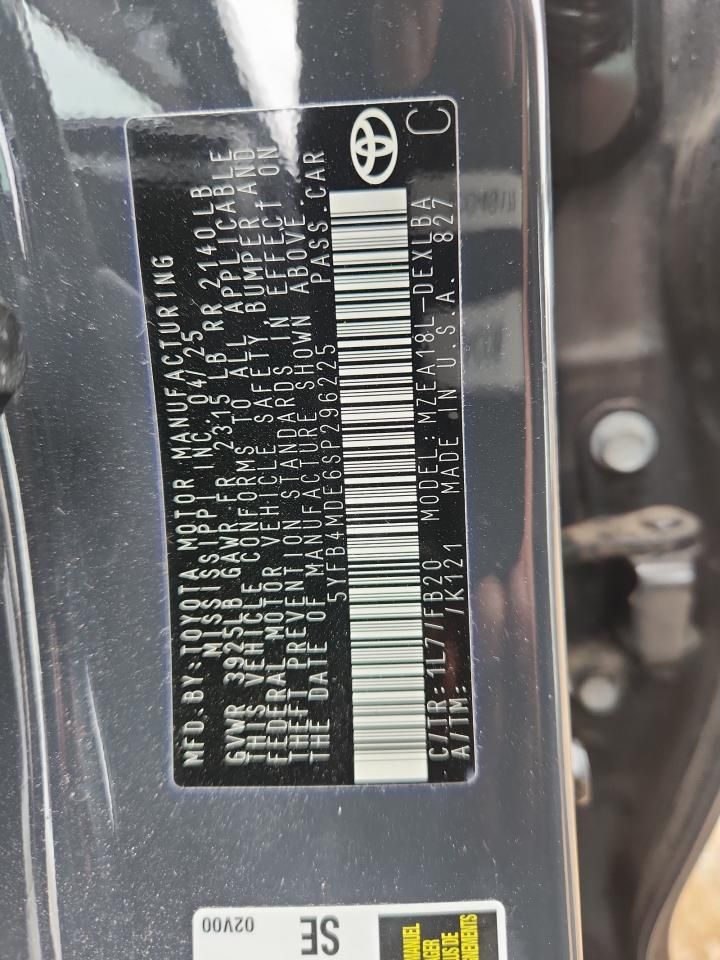 MFD.BY:TOYOTA MOTOR MANUFACTURING
MISSISSIPPI INC.04/25
GVWR 3925LB GAWR FR 2315 LB RR 2140LB
THIS VEHICLE CONFORMS TO ALL APPLICABLE
FEDERAL MOTOR VEHICLE SAFETY, BUMPER AND
THEFT PREVENTION STANDARDS IN EFFECT ON
THE DATE OF MANUFACTURE SHOWN ABOVE.
5YFB4MDE6SP296225 PASS.CAR
C/TR:1L7/FB20 MODEL:MZEA18L-DEXLBA
A/TM: /K121 MADE IN U.S.A. 827
C
02V00
SE
MANUEL